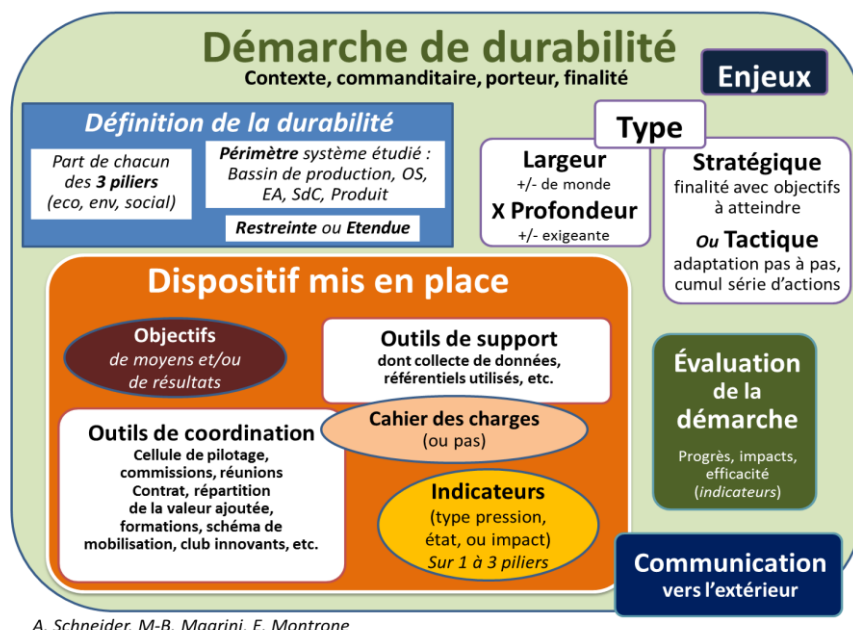 Démarche de durabilité
Contexte, commanditaire, porteur, finalité
Enjeux
Définition de la durabilité
Part de chacun
des 3 piliers
(eco, env, social)
Périmètre système étudié :
Bassin de production, OS,
EA, SdC, Produit
Restreinte ou Etendue
Type
Largeur
+/- de monde
X Profondeur
+/- exigeante
Stratégique
finalité avec objectifs
à atteindre
Ou Tactique
adaptation pas à pas,
cumul série d'actions
Dispositif mis en place
Objectifs
de moyens et/ou
de résultats
Outils de support
dont collecte de données,
référentiels utilisés, etc.
Cahier des charges
(ou pas)
Outils de coordination
Cellule de pilotage,
commissions, réunions
Contrat, répartition
de la valeur ajoutée,
formations, schéma de
mobilisation, club innovants, etc.
Indicateurs
(type pression,
état, ou impact)
Sur 1 à 3 piliers
Évaluation
de la
démarche
Progrès, impacts,
efficacité
(indicateurs)
Communication
vers l'extérieur
A. Schneider, M-B. Magrini, E. Montrone